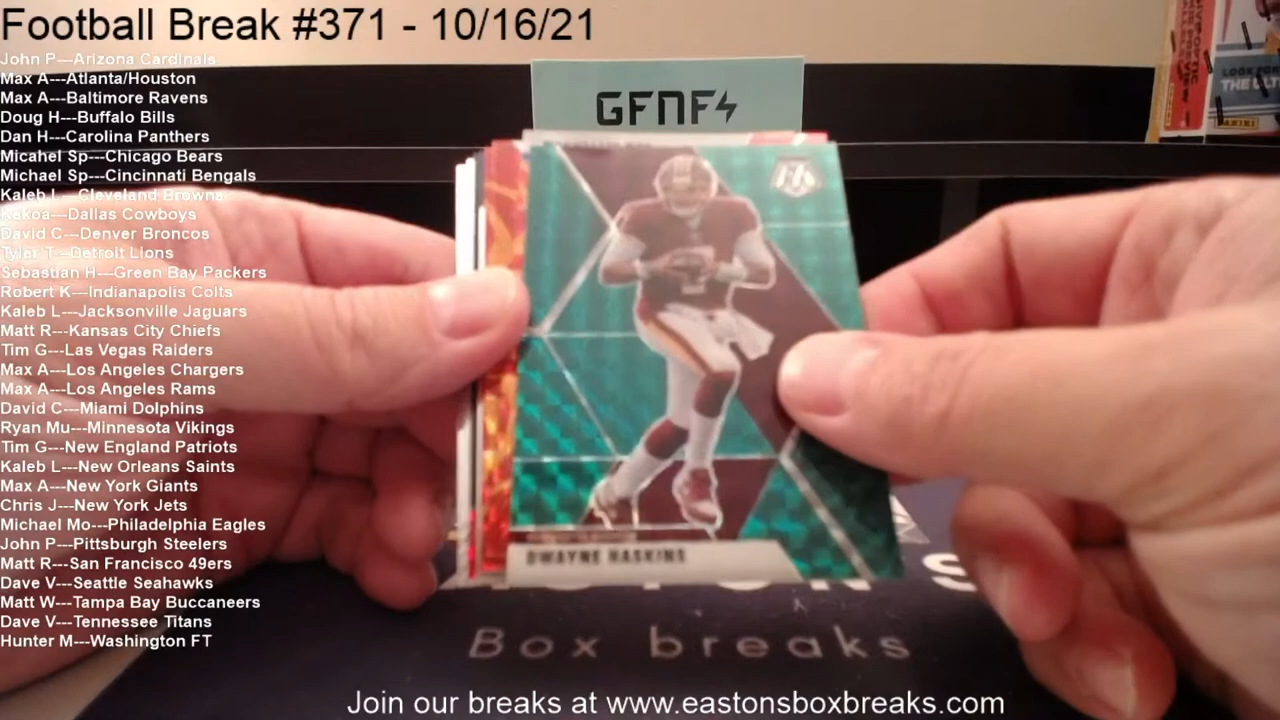 Football Break #371 - 10/16/21
John P---Arizona Cardinals
Max A---Atlanta/Houston
Max A---Baltimore Ravens
Doug H---Buffalo Bills
Dan H---Carolina Panthers
Micahel Sp---Chicago Bears
Michael Sp---Cincinnati Bengals
Kaleb L---Cleveland Browns
Kakoa---Dallas Cowboys
David C---Denver Broncos
Tyler T---Detroit Lions
Sebastian H---Green Bay Packers
Robert K---Indianapolis Colts
Kaleb L---Jacksonville Jaguars
Matt R---Kansas City Chiefs
Tim G---Las Vegas Raiders
Max A---Los Angeles Chargers
Max A---Los Angeles Rams
David C---Miami Dolphins
Ryan Mu---Minnesota Vikings
Tim G---New England Patriots
Kaleb L---New Orleans Saints
Max A---New York Giants
Chris J---New York Jets
Michael Mo---Philadelphia Eagles
John P---Pittsburgh Steelers
Matt R---San Francisco 49ers
Dave V---Seattle Seahawks
Matt W---Tampa Bay Buccaneers
Dave V---Tennessee Titans
Hunter M---Washington FT
GFNF
LOOK FOR
THE ULTI
PANINI
DWAYNE HASKINS
Box breaks
Join our breaks at www.eastonsboxbreaks.com